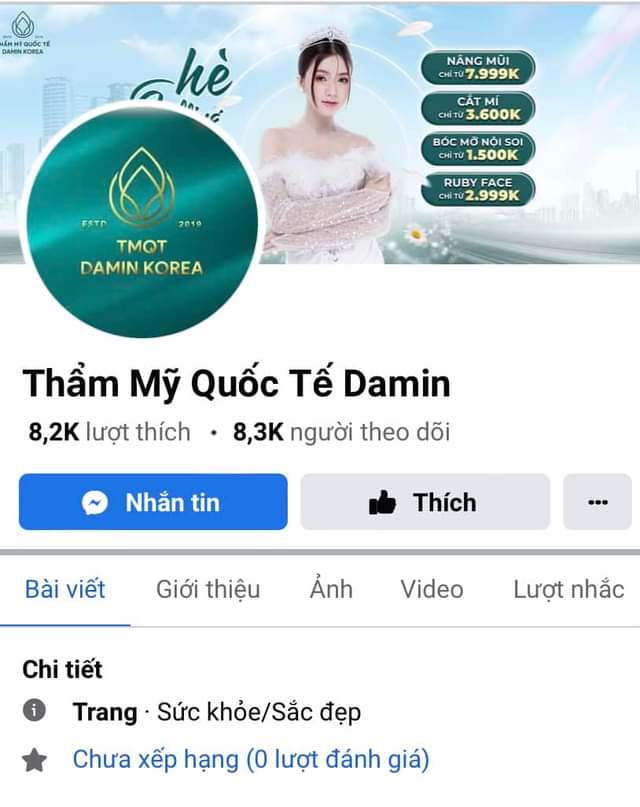 THẨM MỸ QUỐC TẾ
DAMIN KOREA
hè
NÂNG MŨI
CHỈ TỪ 7.999K
CẮT MÍ
CHỈ TỪ 3.600K
BÓC MỠ NỘI SOI
CHỈ TỪ 1.500K
RUBY FACE
CHỈ TỪ 2.999K
ESTD 2019
TMQT
DAMIN KOREA
Thẩm Mỹ Quốc Tế Damin
8,2K lượt thích · 8,3K người theo dõi
Nhắn tin Thích ...
Bài viết Giới thiệu Ảnh Video Lượt nhắc
Chi tiết
Trang · Sức khỏe/Sắc đẹp
Chưa xếp hạng (0 lượt đánh giá)